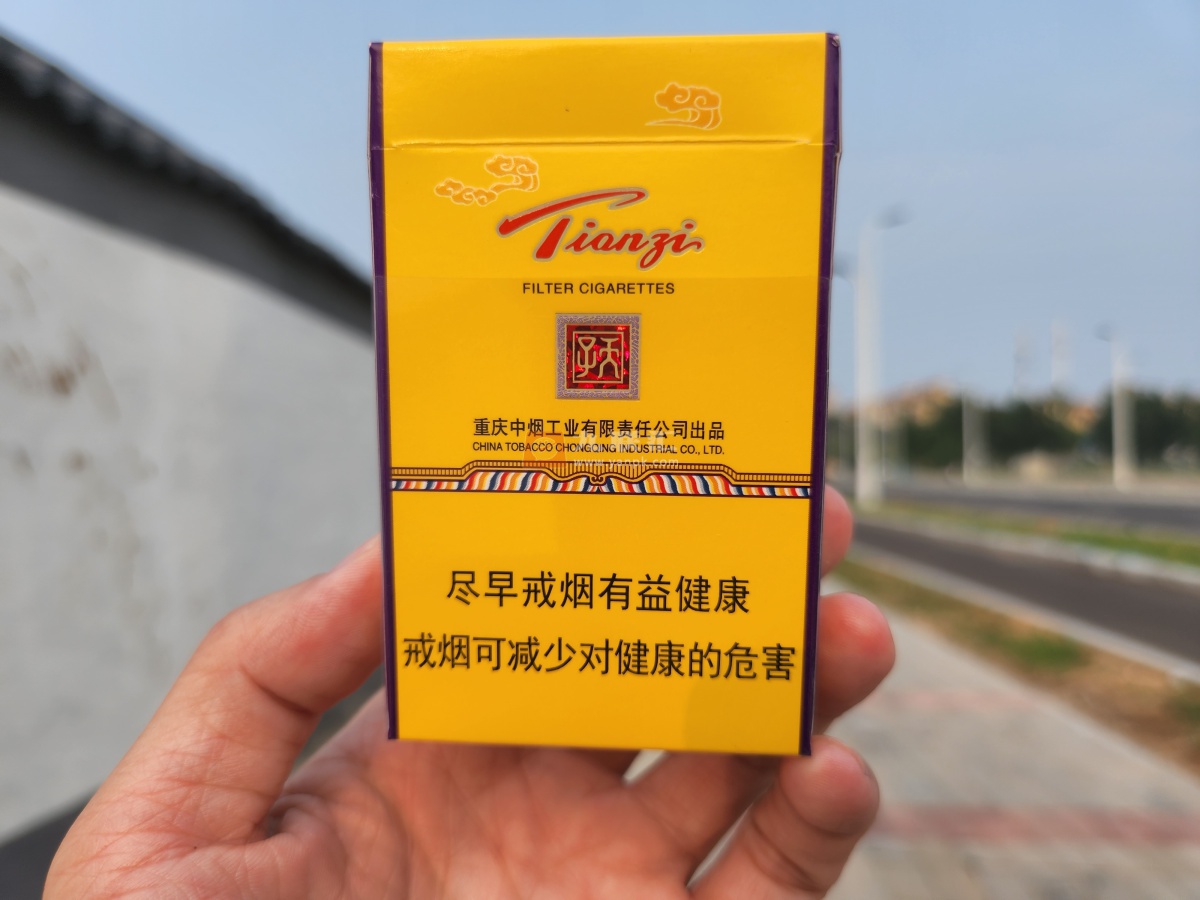 Tianzi
FILTER CIGARETTES
天子
重庆中烟工业有限责任公司出品
CHINA TOBACCO CHONGQING INDUSTRIAL CO., LTD.
尽早戒烟有益健康
戒烟可减少对健康的危害